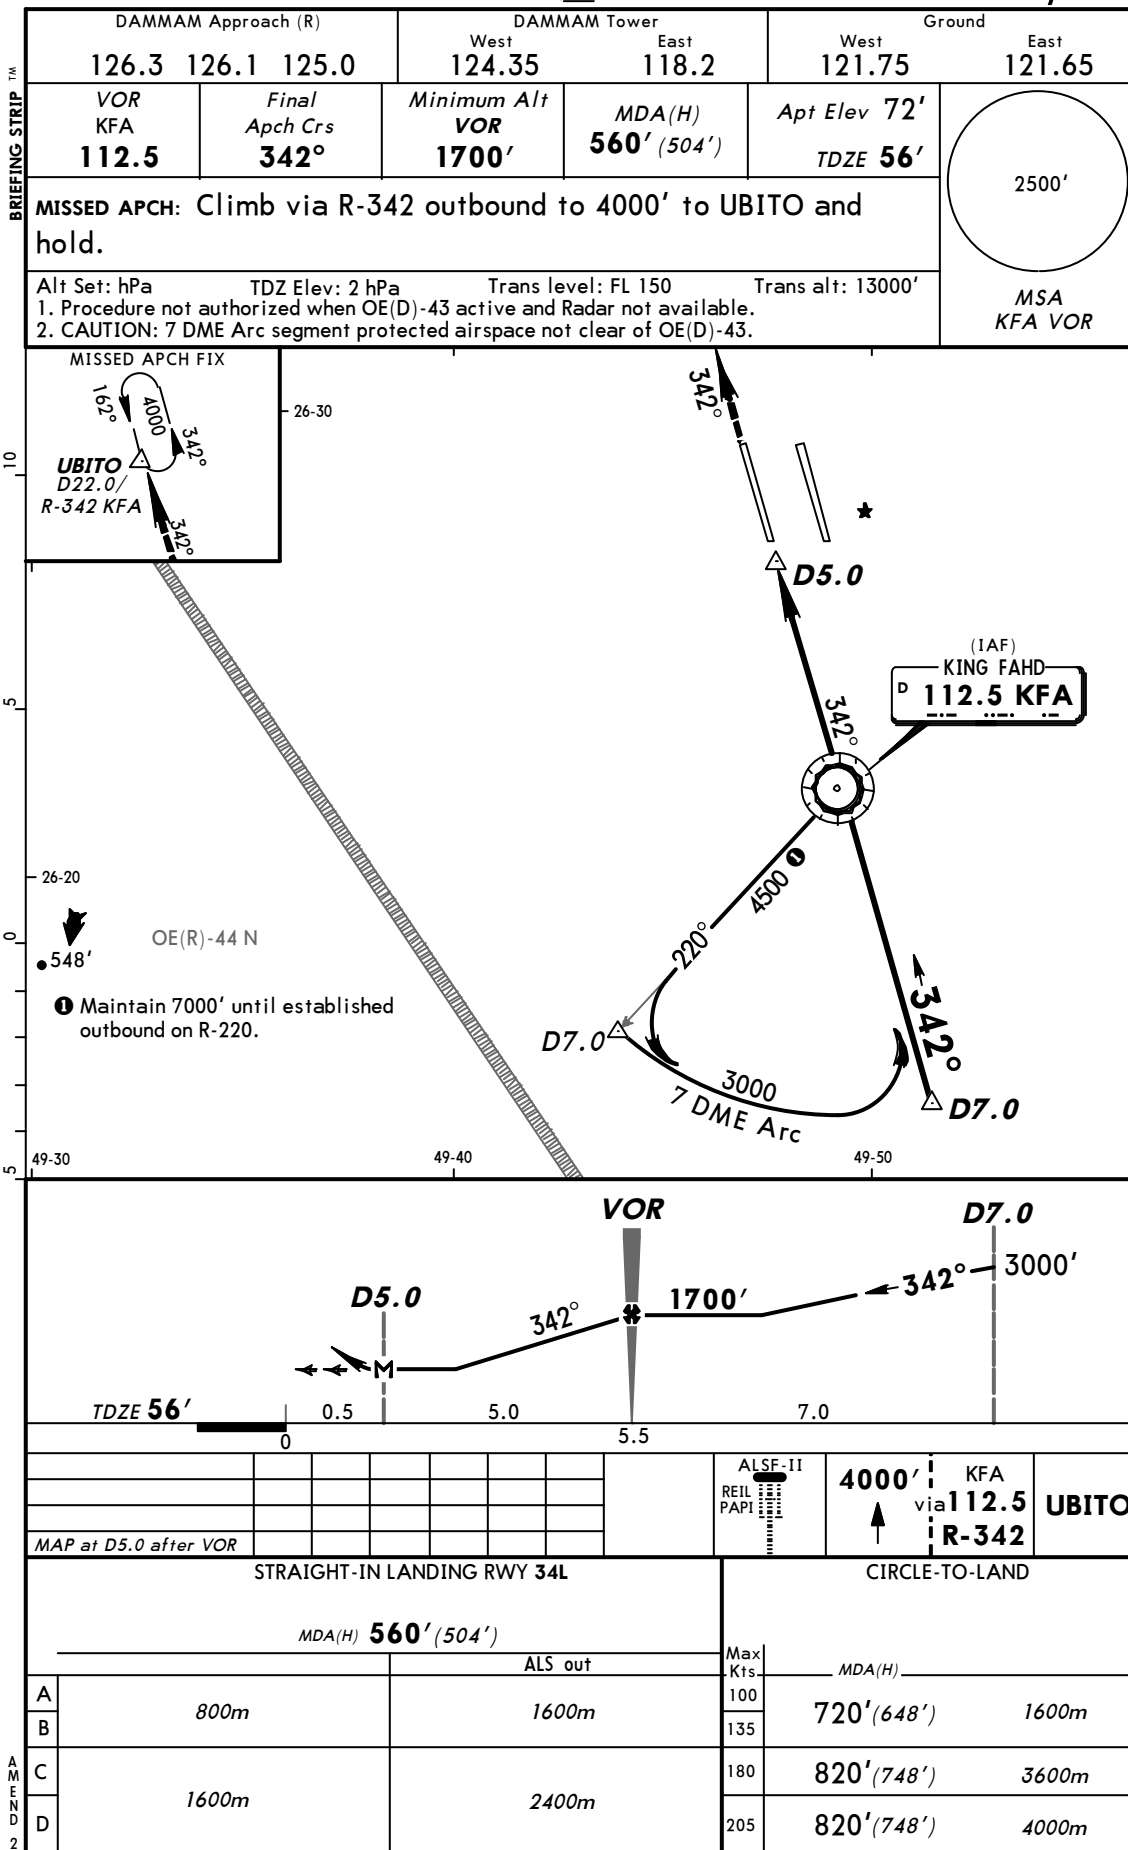 DAMMAM Approach (R)
126.3 126.1 125.0
DAMMAM Tower
West East
124.35 118.2
Ground
West East
121.75 121.65
BRIEFING STRIP TM
VOR
KFA
112.5
Final
Apch Crs
342°
Minimum Alt
VOR
1700'
MDA(H)
560' (504')
Apt Elev 72'
TDZE 56'
2500'
MSA
KFA VOR
MISSED APCH: Climb via R-342 outbound to 4000' to UBITO and
hold.
Alt Set: hPa TDZ Elev: 2 hPa Trans level: FL 150 Trans alt: 13000'
1. Procedure not authorized when OE(D)-43 active and Radar not available.
2. CAUTION: 7 DME Arc segment protected airspace not clear of OE(D)-43.
MISSED APCH FIX
162°
4000
342°
UBITO
D22.0/
R-342 KFA
342°
26-30
342°
D5.0
(IAF)
KING FAHD
D 112.5 KFA
342°
10
5
0
5
26-20
548'
OE(R)-44 N
4500 1
220°
1 Maintain 7000' until established
outbound on R-220.
D7.0
3000
7 DME Arc
342°
D7.0
49-30
49-40
49-50
VOR
D7.0
D5.0
342°
1700'
342°
3000'
M
TDZE 56'
0.5
5.0
7.0
0
5.5
MAP at D5.0 after VOR
ALSF-II
REIL
PAPI
4000'
via
KFA
112.5
R-342
UBITO
STRAIGHT-IN LANDING RWY 34L
CIRCLE-TO-LAND
MDA(H) 560' (504')
ALS out
Max
Kts
MDA(H)
A
B
800m
1600m
100
135
720' (648')
1600m
C
D
1600m
2400m
180
820' (748')
3600m
205
820' (748')
4000m
AMEND 2